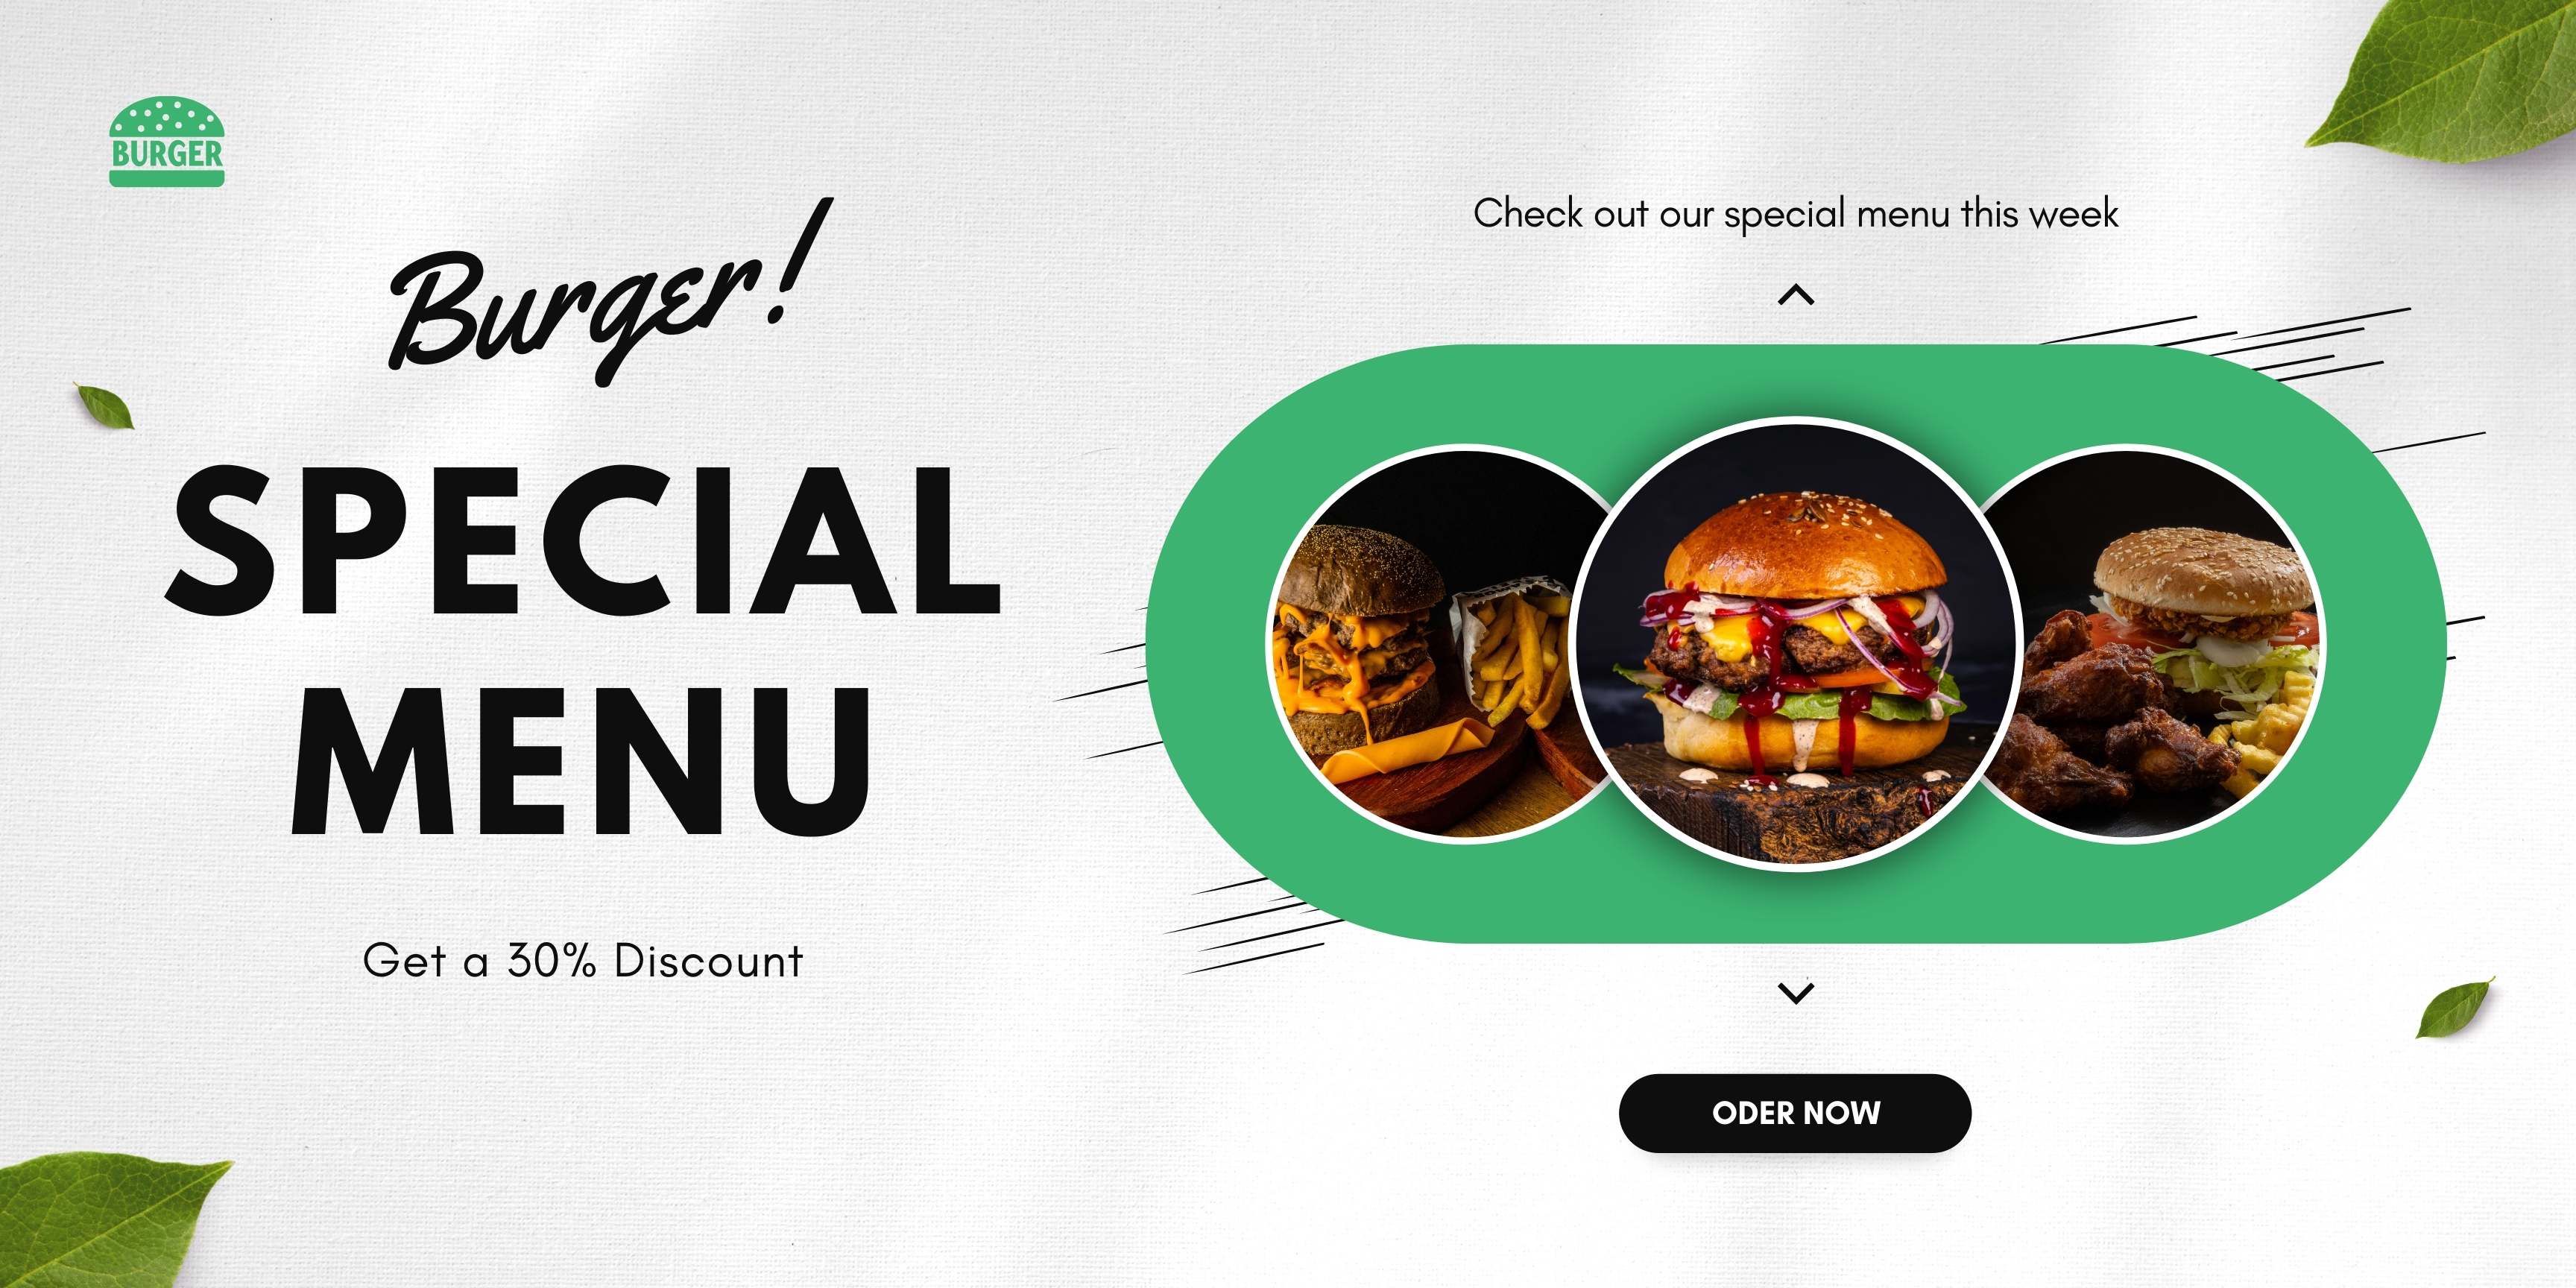 BURGER
Burger!
SPECIAL
MENU
Get a 30% Discount
Check out our special menu this week
ODER NOW